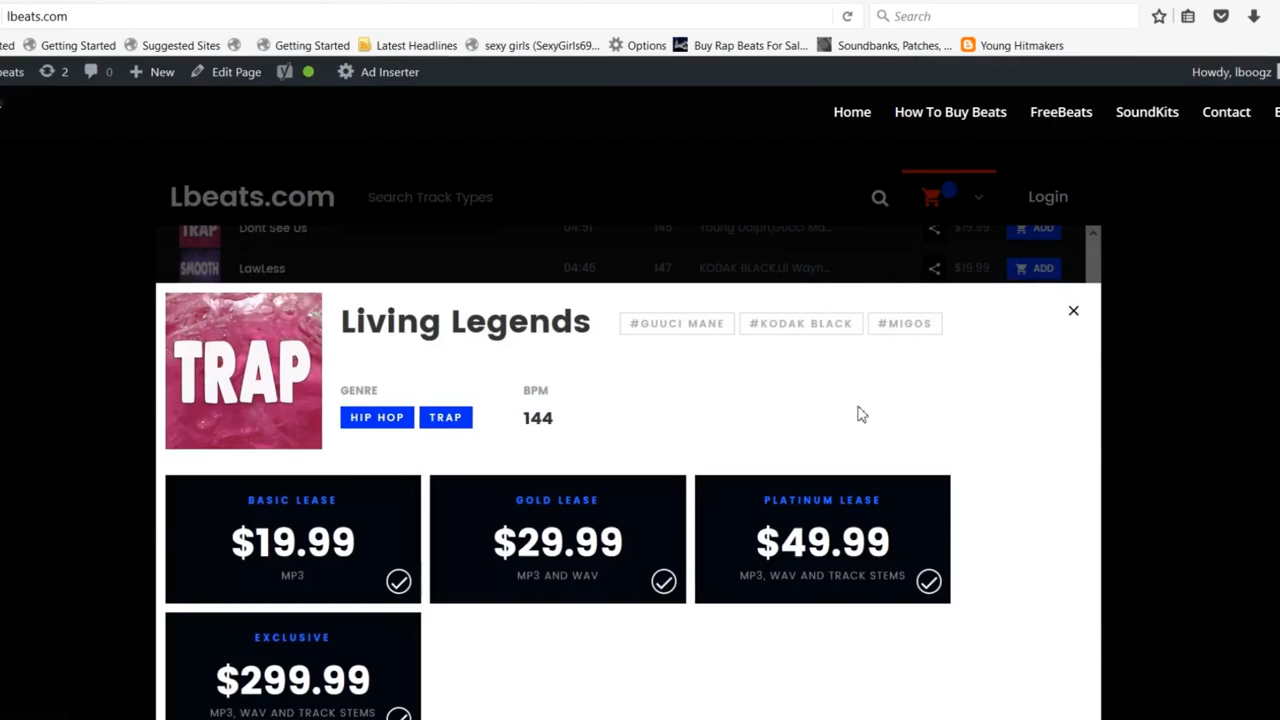 lbeats.com
Search
ted
Getting Started
Suggested Sites
Getting Started
Latest Headlines
sexy girls (SexyGirls69...
Options
Buy Rap Beats For Sal...
Soundbanks, Patches, ...
Young Hitmakers
eats
2
0
New
Edit Page
Ad Inserter
Howdy, lboogz
Home
How To Buy Beats
FreeBeats
SoundKits
Contact
Lbeats.com
Search Track Types
Login
TRAP
Dont See Us
04:51
145
Young Dolph,Gucci Ma...
$19.99
ADD
SMOOTH
LawLess
04:45
147
KODAK BLACK,Lil Wayn...
$19.99
ADD
TRAP
Living Legends
#GUUCI MANE
#KODAK BLACK
#MIGOS
GENRE
BPM
HIP HOP
TRAP
144
BASIC LEASE
$19.99
MP3
GOLD LEASE
$29.99
MP3 AND WAV
PLATINUM LEASE
$49.99
MP3, WAV AND TRACK STEMS
EXCLUSIVE
$299.99
MP3, WAV AND TRACK STEMS